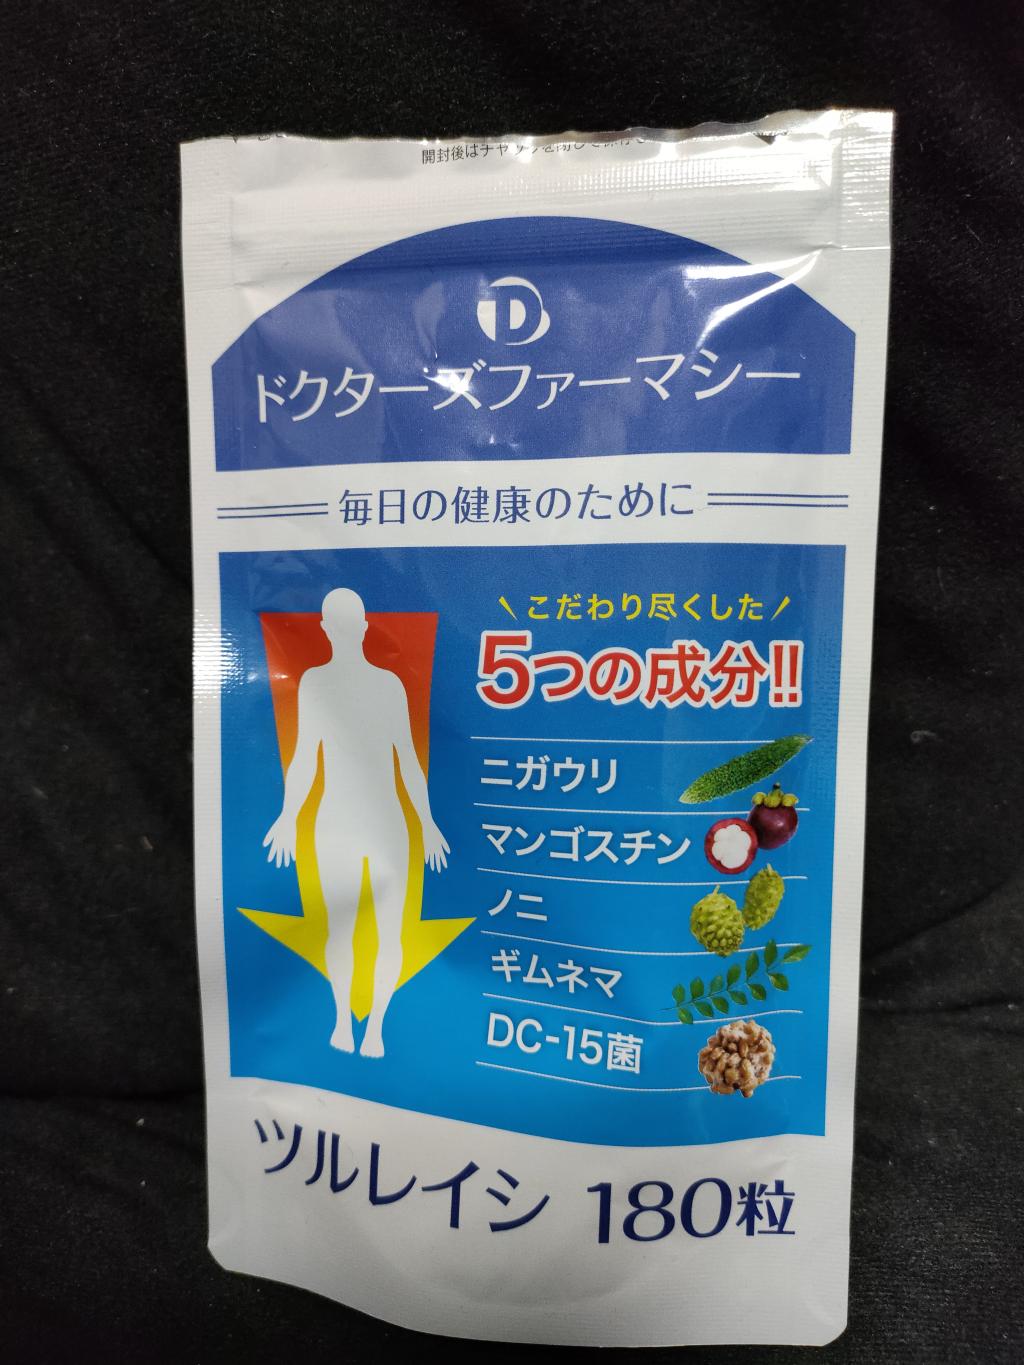 開封後はチャックを閉じて保存
D
ドクターズファーマシー
毎日の健康のために
こだわり尽くした
5つの成分!!
ニガウリ
マンゴスチン
ノニ
ギムネマ
DC-15菌
ツルレイシ 180粒